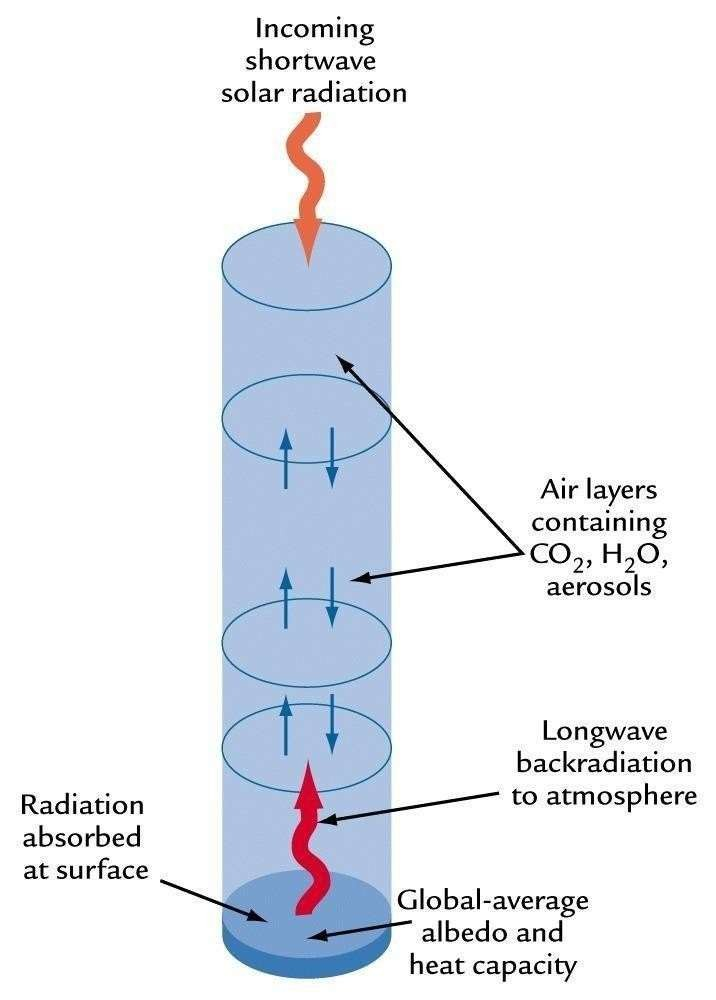 Incoming
shortwave
solar radiation
Air layers
containing
CO₂, H₂O,
aerosols
Longwave
backradiation
to atmosphere
Radiation
absorbed
at surface
Global-average
albedo and
heat capacity